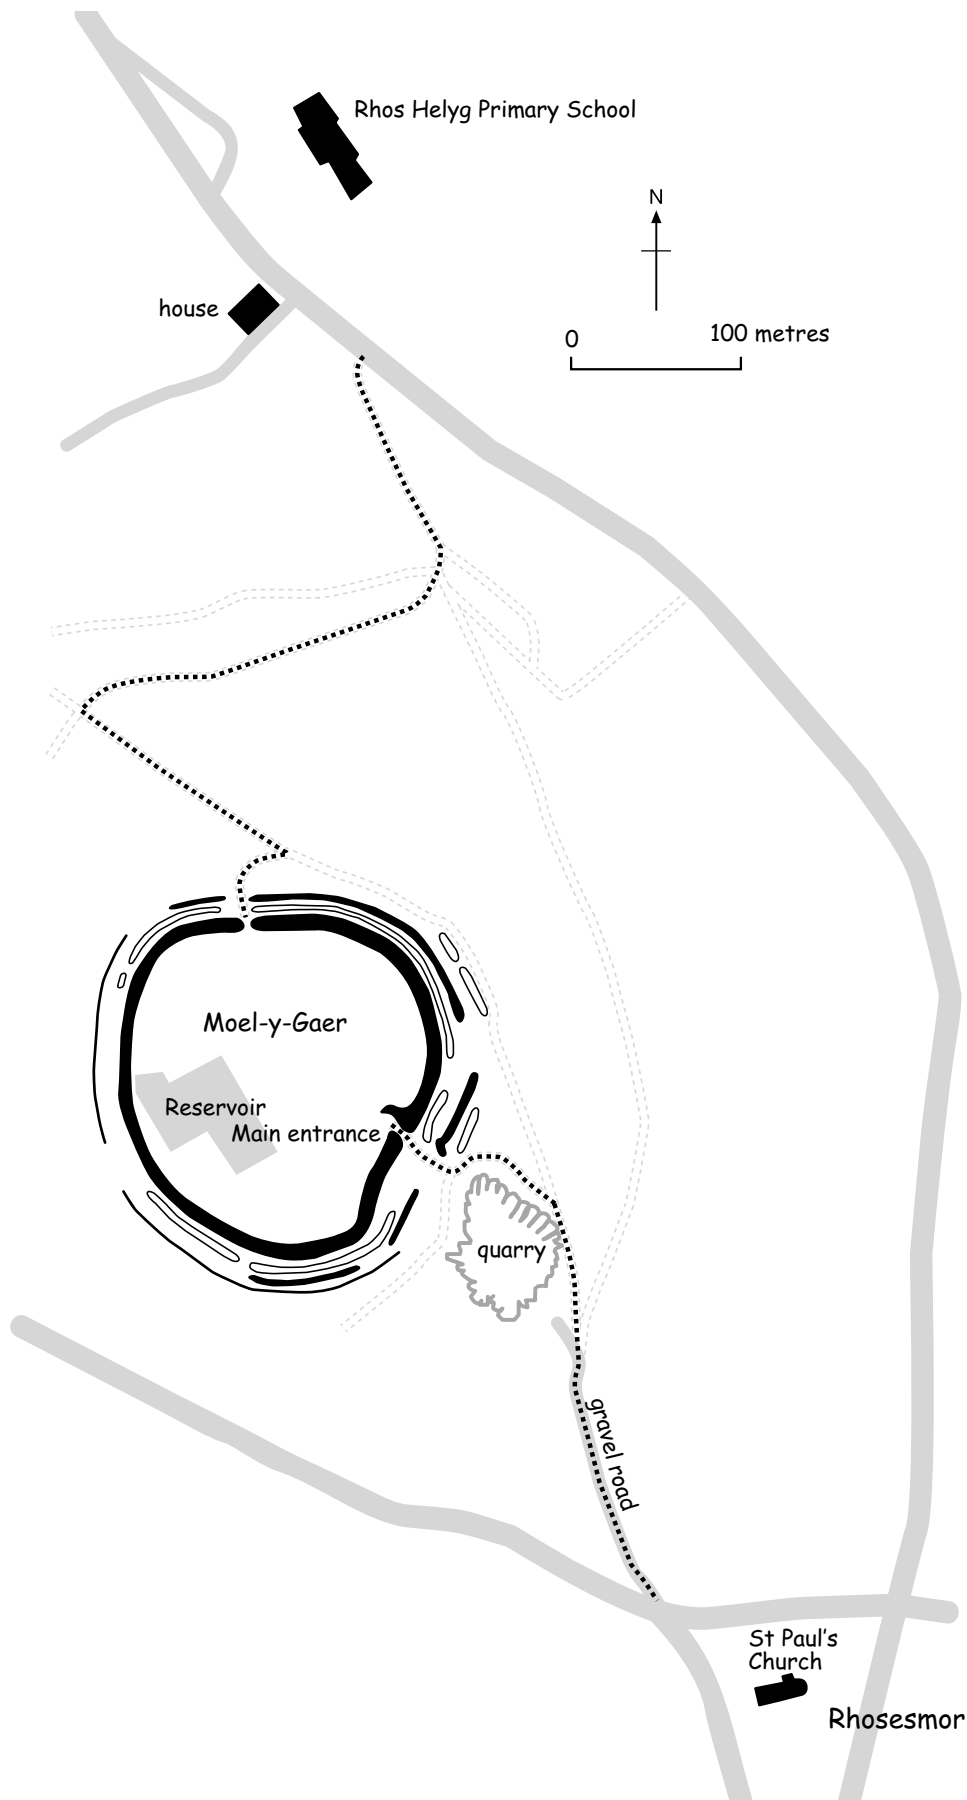 Rhos Helyg Primary School
N
house
0
100 metres
Moel-y-Gaer
Reservoir
Main entrance
quarry
gravel road
St Paul's
Church
Rhosesmor